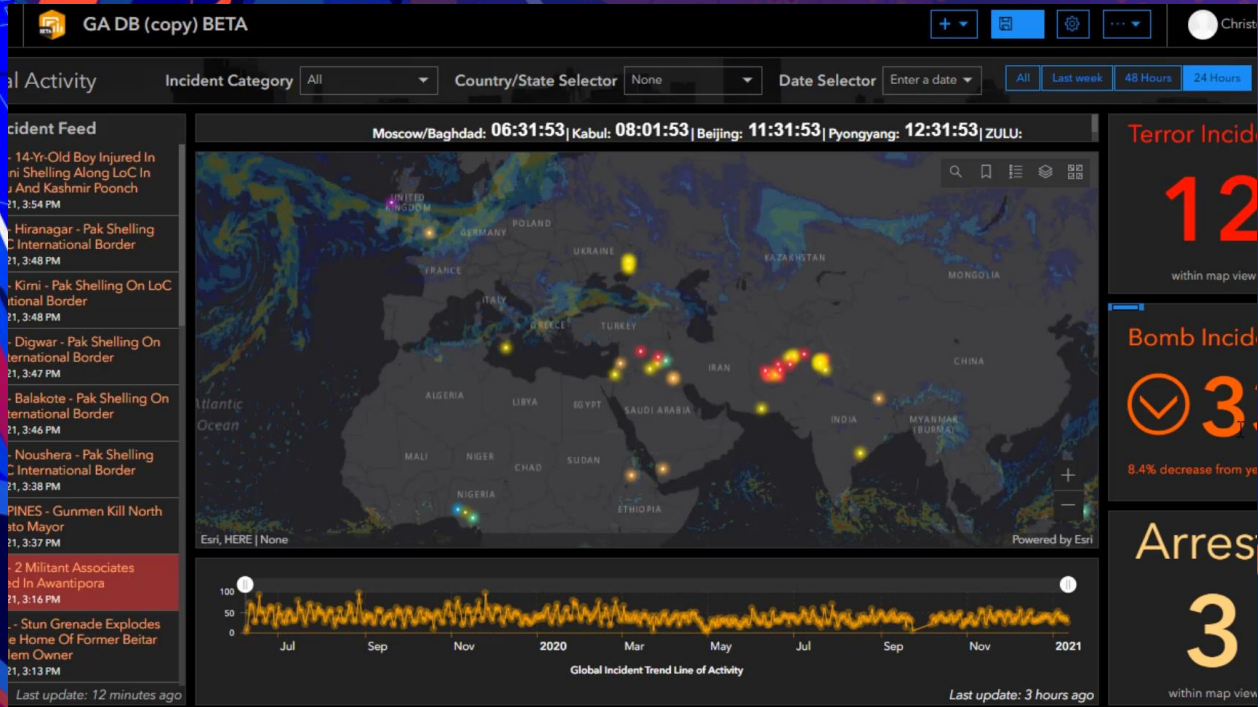 GA DB (copy) BETA
Christ
al Activity
Incident Category All
Country/State Selector None
Date Selector Enter a date
All Last week 48 Hours 24 Hours
cident Feed
- 14-Yr-Old Boy Injured In
ni Shelling Along LoC In
u And Kashmir Poonch
21, 3:54 PM
- Hiranagar - Pak Shelling
C International Border
21, 3:48 PM
- Kirni - Pak Shelling On LoC
ational Border
21, 3:48 PM
- Digwar - Pak Shelling On
ternational Border
21, 3:47 PM
- Balakote - Pak Shelling On
ternational Border
21, 3:46 PM
- Noushera - Pak Shelling
C International Border
21, 3:38 PM
PINES - Gunmen Kill North
ato Mayor
21, 3:37 PM
- 2 Militant Associates
ed In Awantipora
21, 3:16 PM
- Stun Grenade Explodes
e Home Of Former Beitar
lem Owner
21, 3:13 PM
Last update: 12 minutes ago
Moscow/Baghdad: 06:31:53| Kabul: 08:01:53| Beijing: 11:31:53| Pyongyang: 12:31:53| ZULU:
UNITED
KINGDOM
POLAND
GERMANY
UKRAINE
KAZAKHSTAN
FRANCE
MONGOLIA
ITALY
GREECE
TURKEY
CHINA
IRAN
ALGERIA
LIBYA
EGYPT
SAUDI ARABIA
Atlantic
Ocean
INDIA
MYANMAR
(BURMA)
MALI
NIGER
CHAD
SUDAN
NIGERIA
ETHIOPIA
Esri, HERE | None
Powered by Esri
100
50
0
Jul Sep Nov 2020 Mar May Jul Sep Nov 2021
Global Incident Trend Line of Activity
Last update: 3 hours ago
Terror Incid
12
within map view
Bomb Incid
3
8.4% decrease from ye
Arres
3
within map view